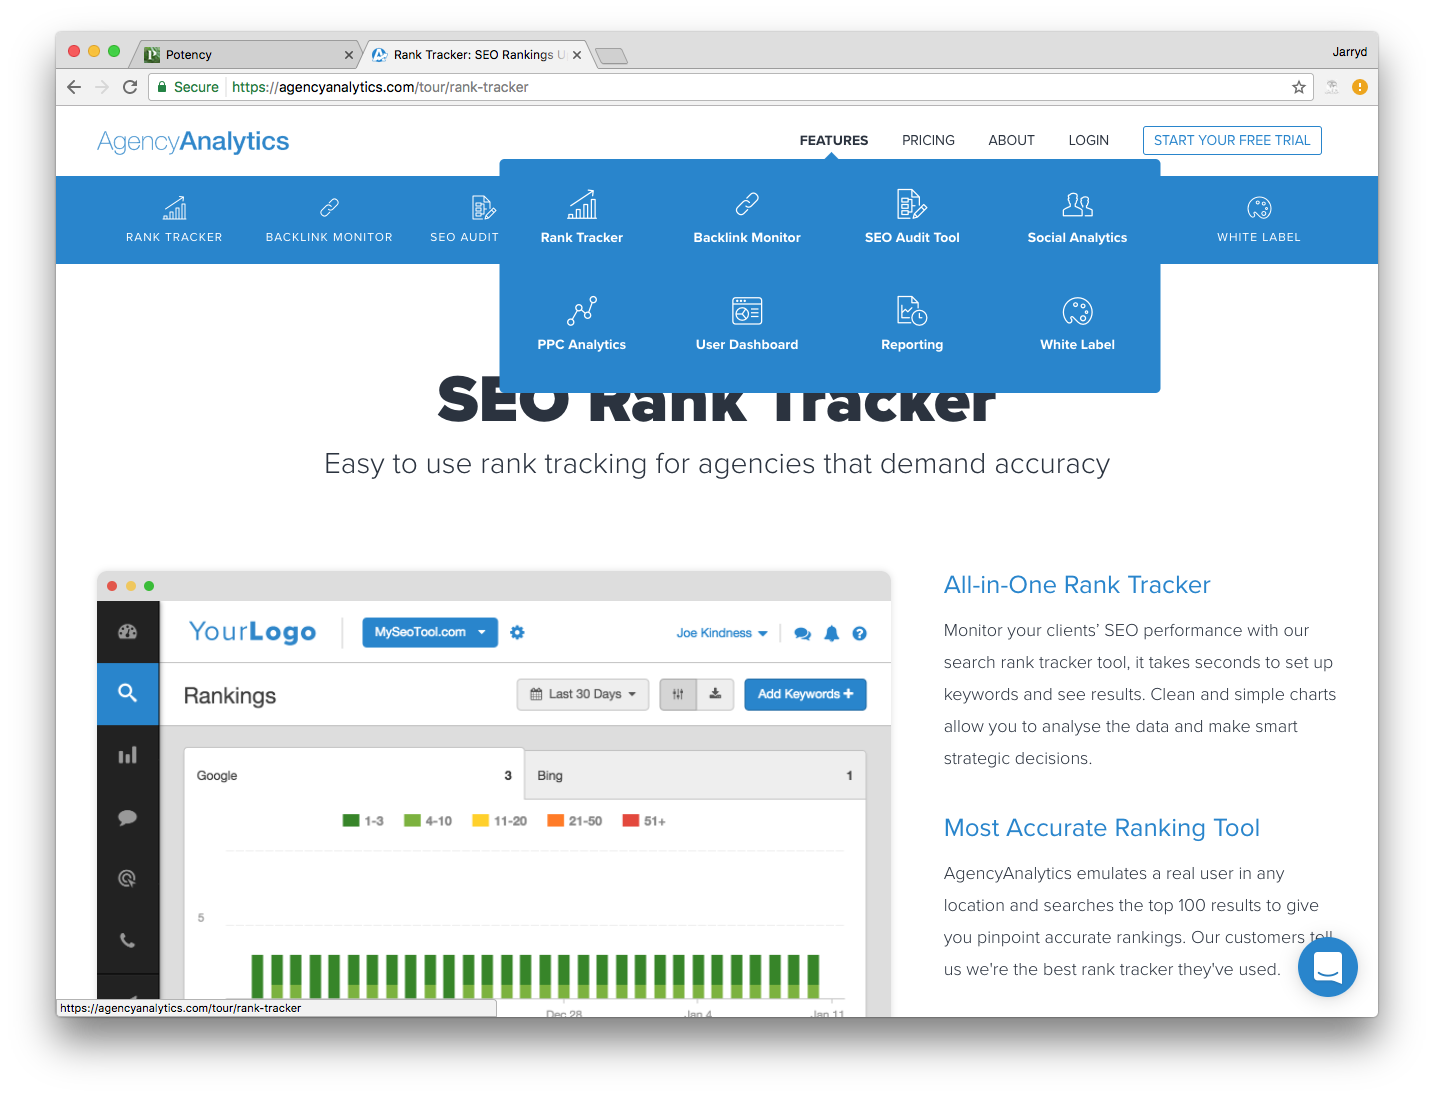 Potency
Rank Tracker: SEO Rankings U
Jarryd
Secure
https://agencyanalytics.com/tour/rank-tracker
AgencyAnalytics
FEATURES
PRICING
ABOUT
LOGIN
START YOUR FREE TRIAL
RANK TRACKER
BACKLINK MONITOR
SEO AUDIT
WHITE LABEL
Rank Tracker
Backlink Monitor
SEO Audit Tool
Social Analytics
PPC Analytics
User Dashboard
Reporting
White Label
SEO Rank Tracker
Easy to use rank tracking for agencies that demand accuracy
YourLogo
MySeoTool.com
Joe Kindness
Rankings
Last 30 Days
Add Keywords
Google 3
Bing 1
1-3
4-10
11-20
21-50
51+
5
Dec 28
Jan 4
Jan 11
All-in-One Rank Tracker
Monitor your clients’ SEO performance with our
search rank tracker tool, it takes seconds to set up
keywords and see results. Clean and simple charts
allow you to analyse the data and make smart
strategic decisions.
Most Accurate Ranking Tool
AgencyAnalytics emulates a real user in any
location and searches the top 100 results to give
you pinpoint accurate rankings. Our customers tell
us we're the best rank tracker they've used.
https://agencyanalytics.com/tour/rank-tracker